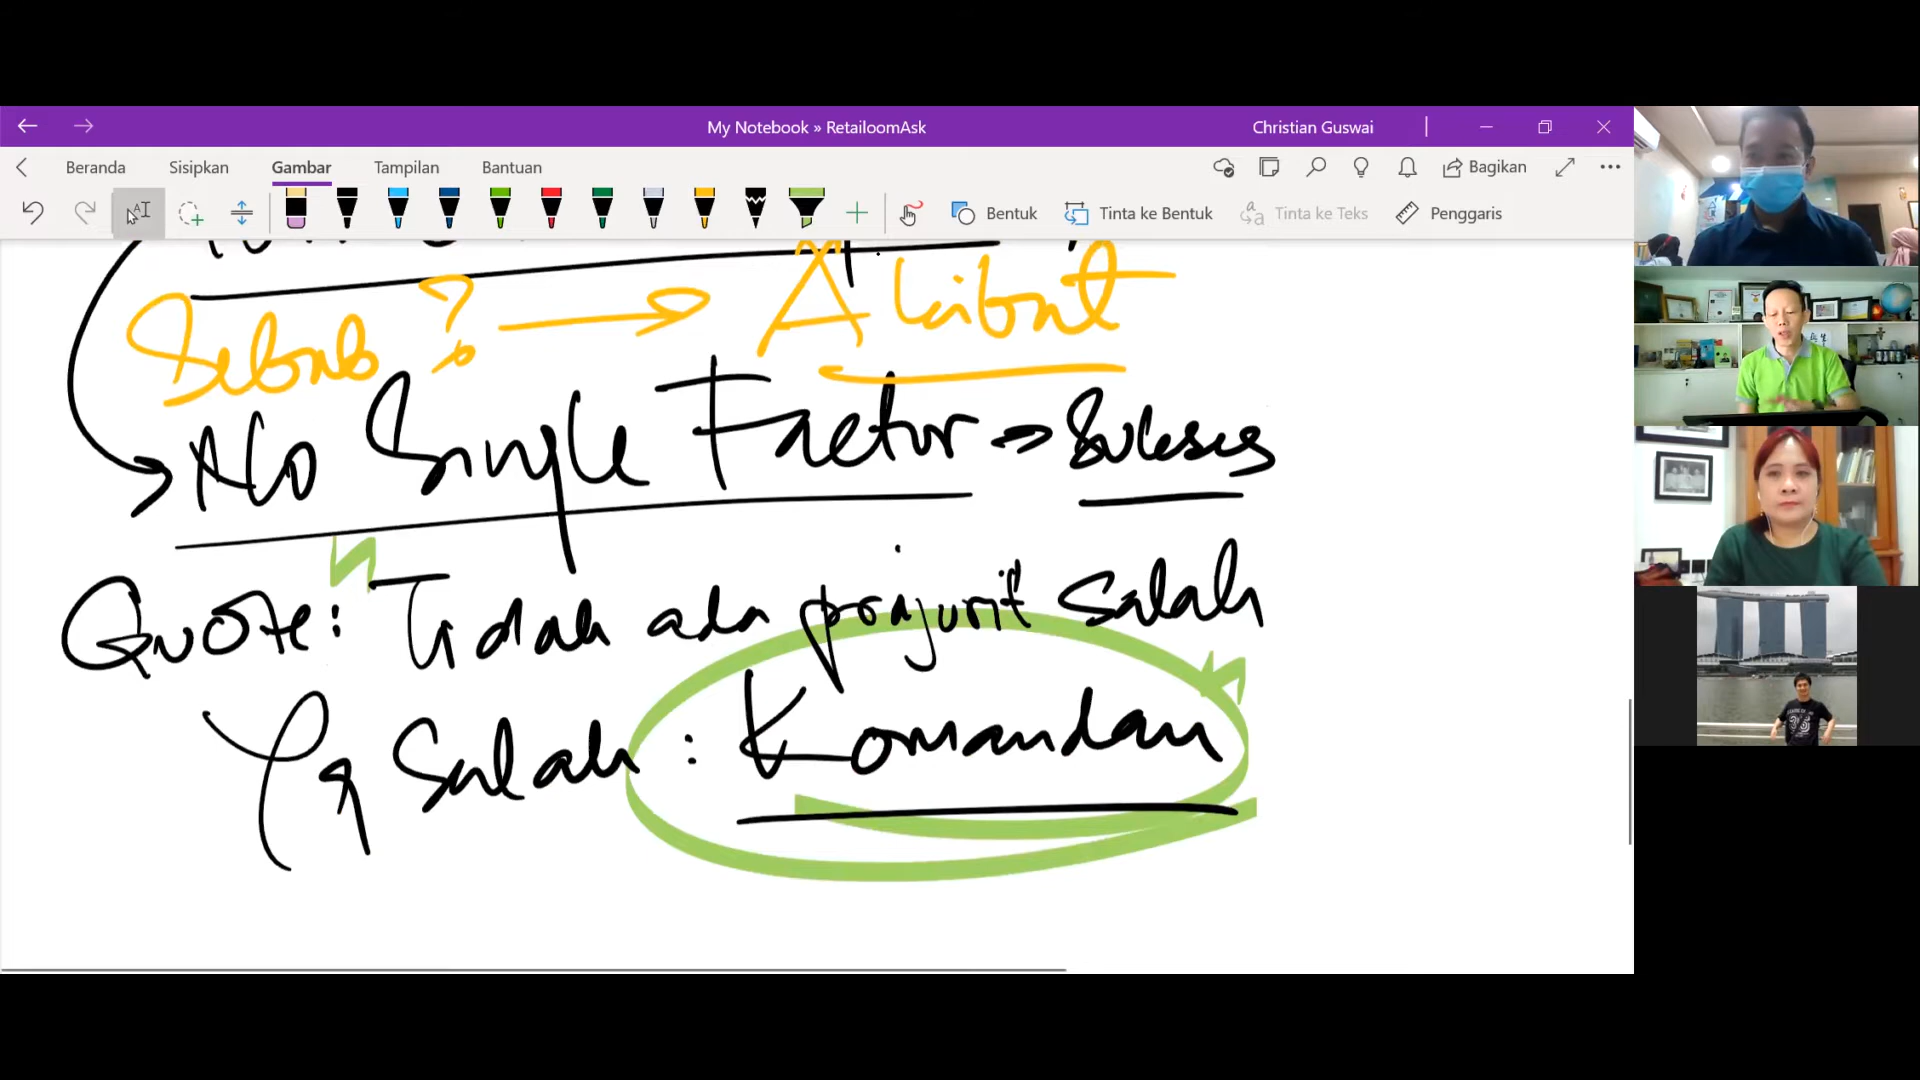 My Notebook » RetailoomAsk
Christian Guswai
Beranda Sisipkan Gambar Tampilan Bantuan
Bagikan
Bentuk Tinta ke Bentuk Tinta ke Teks Penggaris
Sebab ? → Akibat
→ No Single Factor → Sukses
Quote: Tidak ada prajurit salah
Yg Salah : Komandan